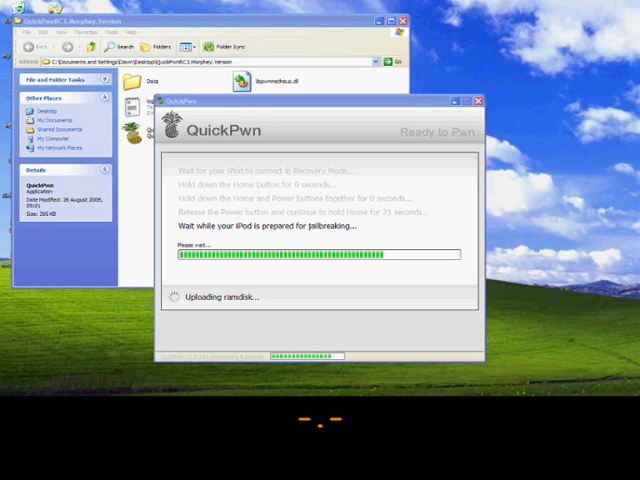 QuickPwnRC3.Morphey.Version
File Edit View Favorites Tools Help
Back Search Folders Folder Sync
Address C:\Documents and Settings\Dawn\Desktop\QuickPwnRC3.Morphey.Version Go
File and Folder Tasks
Other Places
Desktop
My Documents
Shared Documents
My Computer
My Network Places
Details
QuickPwn
Application
Date Modified: 26 August 2008,
Size: 395 KB
Data
QuickPwn
QuickPwn
Ready to Pwn
Wait for your iPod to connect in Recovery Mode...
Hold down the Home button for 0 seconds...
Hold down the Home and Power buttons together for 0 seconds...
Release the Power button and continue to hold Home for 21 seconds...
Wait while your iPod is prepared for jailbreaking...
Please wait...
Uploading ramdisk...
-.-